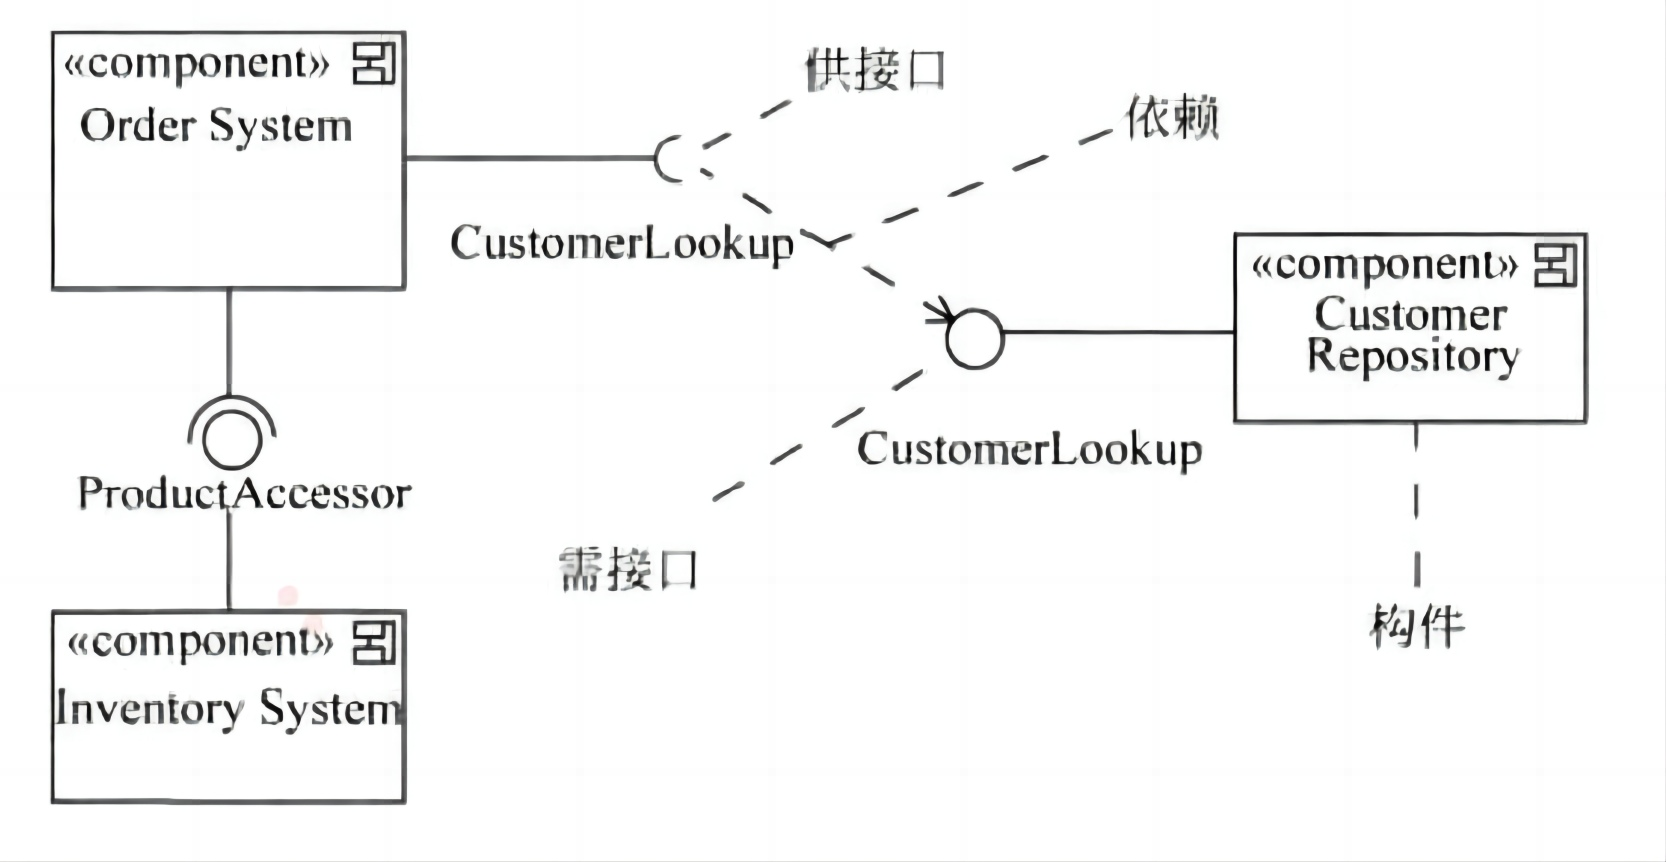 «component»
Order System
供接口
依赖
CustomerLookup
«component»
Customer
Repository
CustomerLookup
ProductAccessor
需接口
构件
«component»
Inventory System